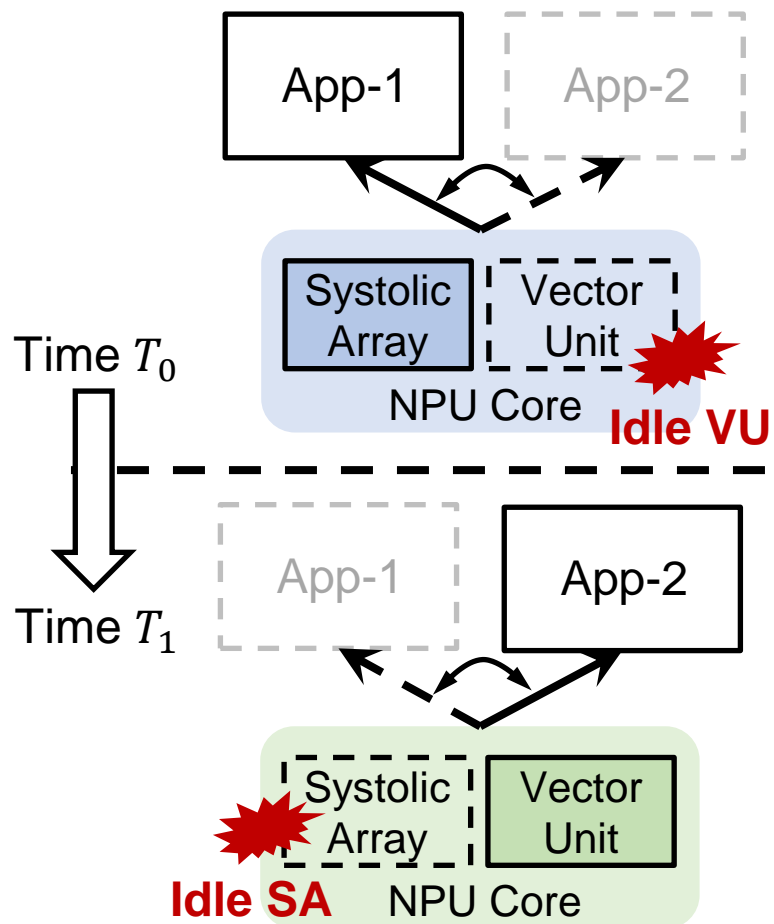 App-1
App-2
Systolic
Array
Vector
Unit
NPU Core
Idle VU
Time T₀
App-1
App-2
Time T₁
Systolic
Array
Vector
Unit
NPU Core
Idle SA